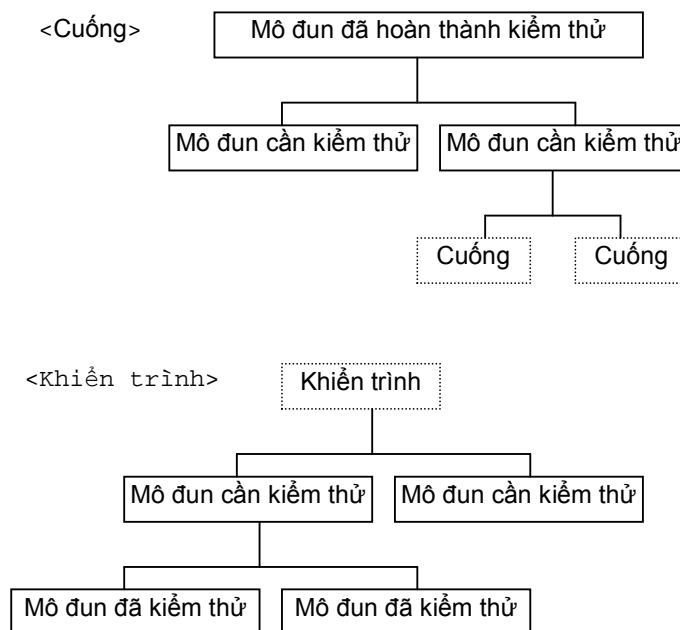 <Cuống>
Mô đun đã hoàn thành kiểm thử
Mô đun cần kiểm thử
Mô đun cần kiểm thử
Cuống
Cuống
<Khiển trình>
Khiển trình
Mô đun cần kiểm thử
Mô đun cần kiểm thử
Mô đun đã kiểm thử
Mô đun đã kiểm thử